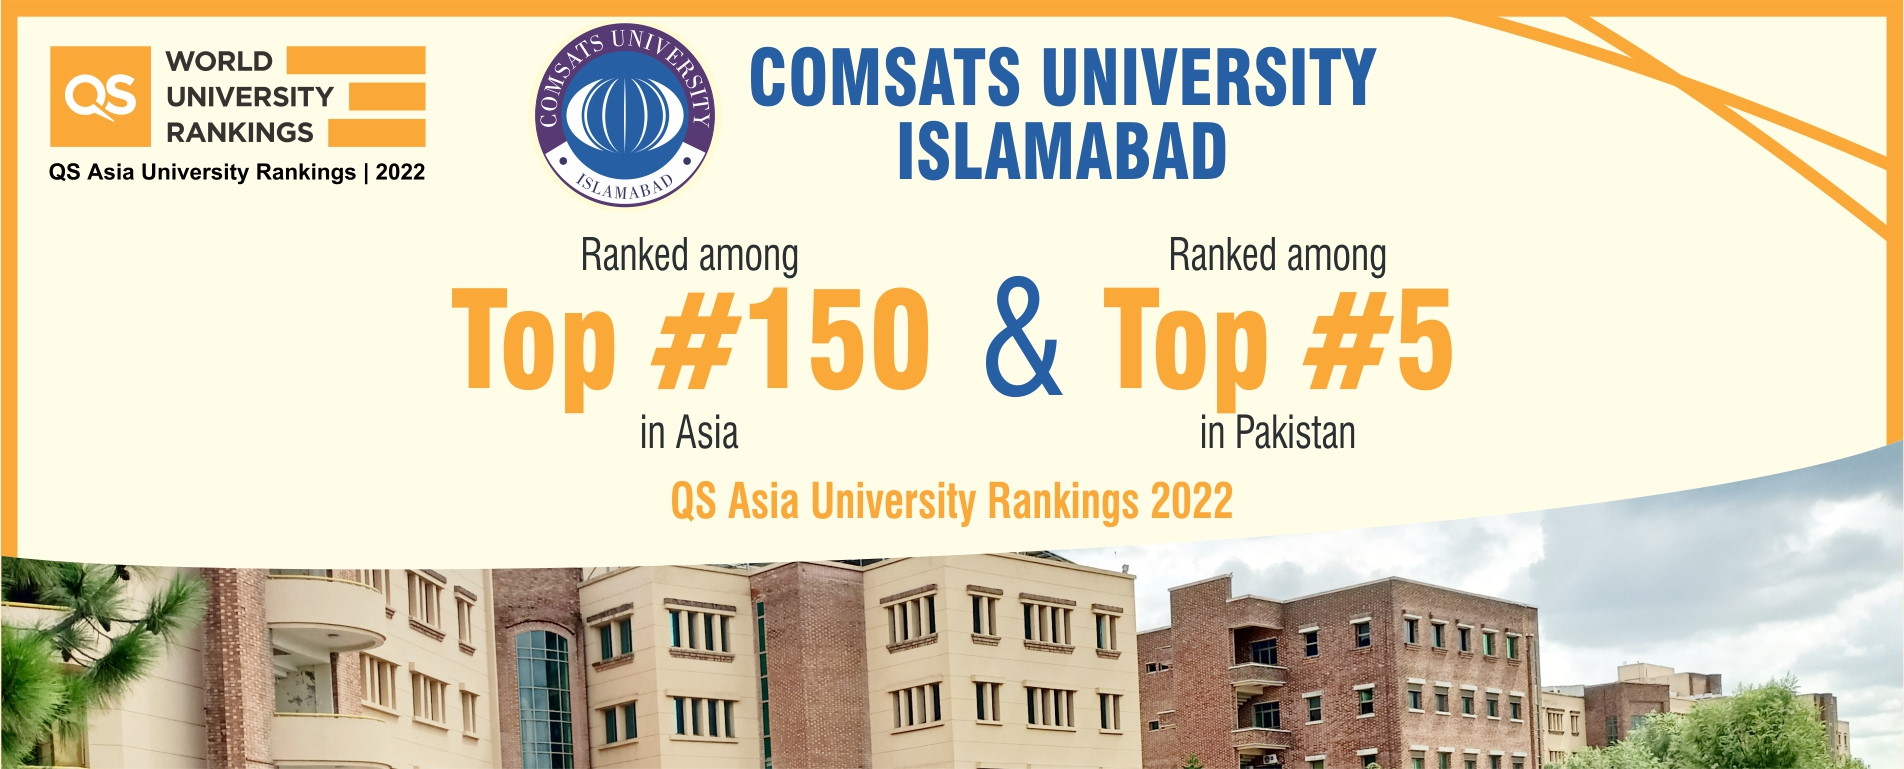 QS
WORLD
UNIVERSITY
RANKINGS
QS Asia University Rankings | 2022
COMSATS UNIVERSITY
ISLAMABAD
COMSATS UNIVERSITY
ISLAMABAD
Ranked among
Top #150
in Asia
&
Ranked among
Top #5
in Pakistan
QS Asia University Rankings 2022